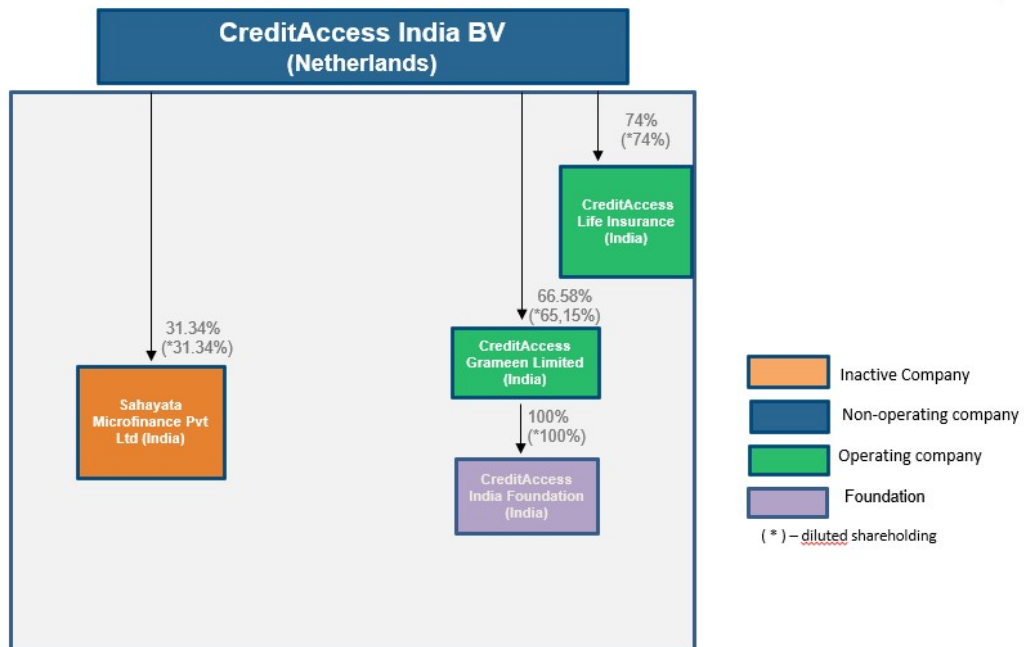 CreditAccess India BV
(Netherlands)
74%
(*74%)
CreditAccess
Life Insurance
(India)
66.58%
(*65,15%)
31.34%
(*31.34%)
CreditAccess
Grameen Limited
(India)
Sahayata
Microfinance Pvt
Ltd (India)
100%
(*100%)
CreditAccess
India Foundation
(India)
Inactive Company
Non-operating company
Operating company
Foundation
( * ) – diluted shareholding